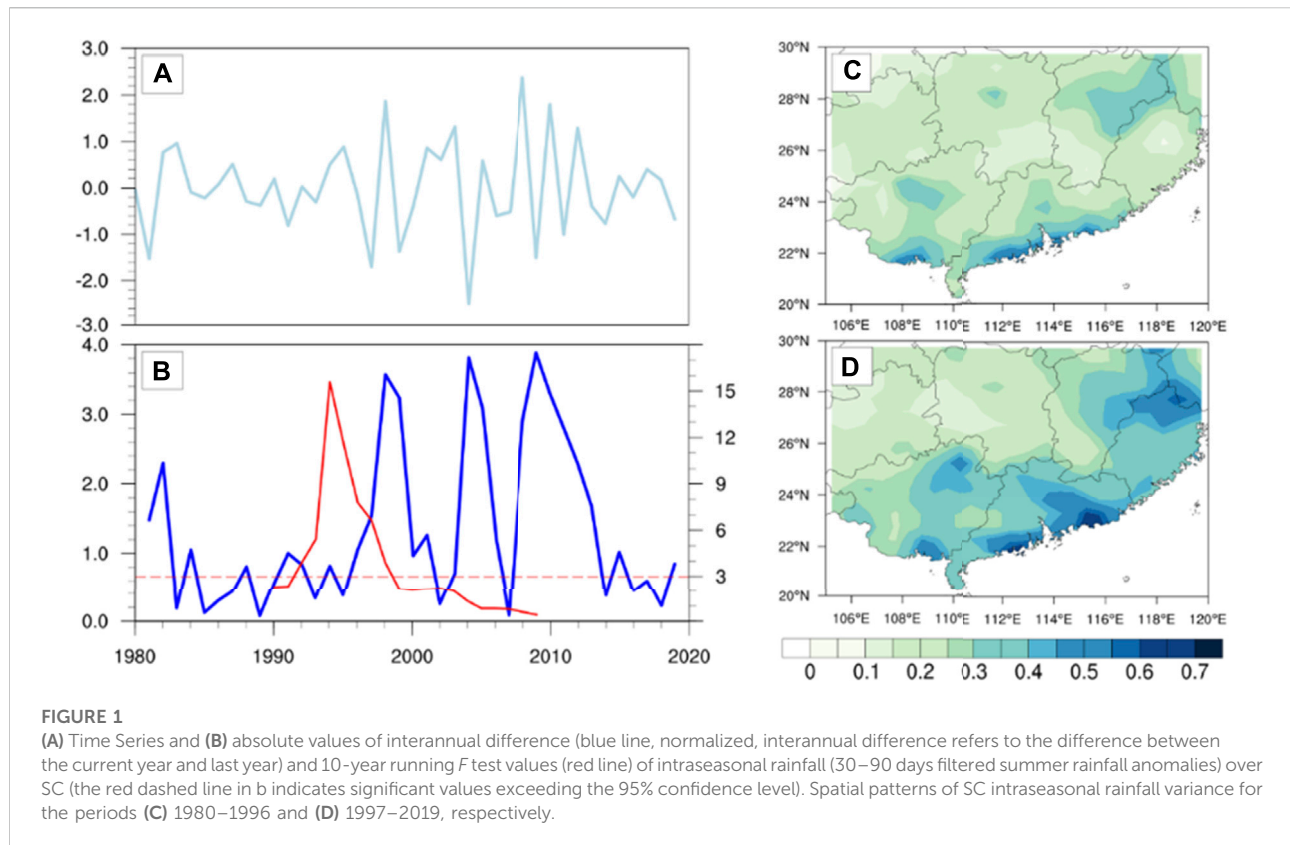 3.0
2.0
1.0
0.0
-1.0
-2.0
-3.0
A
4.0
3.0
2.0
1.0
0.0
B
15
12
9
6
3
1980 1990 2000 2010 2020
30°N
28°N
26°N
24°N
22°N
20°N
C
106°E 110°E 112°E 114°E 116°E 120°E
30°N
28°N
26°N
24°N
22°N
20°N
D
106°E 110°E 112°E 114°E 116°E 120°E
0 0.1 0.2 0.3 0.4 0.5 0.6 0.7
FIGURE 1
(A) Time Series and (B) absolute values of interannual difference (blue line, normalized, interannual difference refers to the difference between
the current year and last year) and 10-year running F test values (red line) of intraseasonal rainfall (30–90 days filtered summer rainfall anomalies) over
SC (the red dashed line in b indicates significant values exceeding the 95% confidence level). Spatial patterns of SC intraseasonal rainfall variance for
the periods (C) 1980–1996 and (D) 1997–2019, respectively.